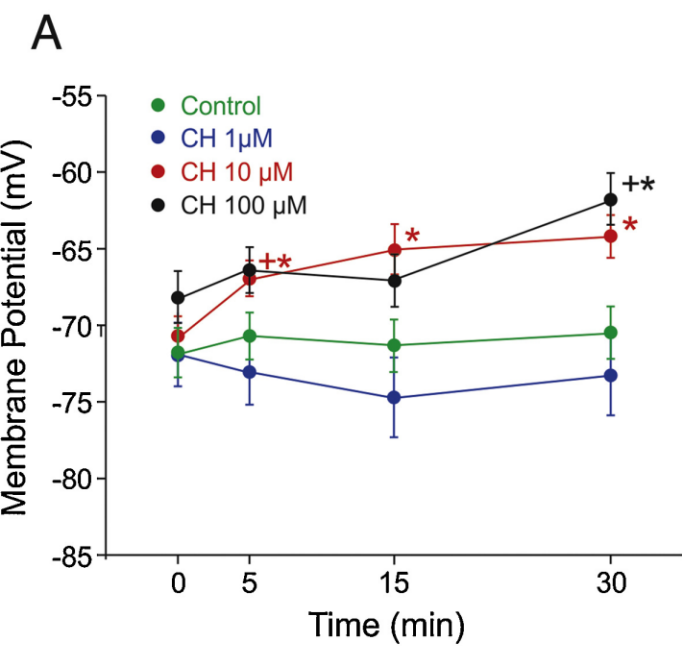 A
-55
-60
-65
-70
-75
-80
-85
Membrane Potential (mV)
Control
CH 1µM
CH 10 µM
CH 100 µM
+*
*
+*
*
0 5 15 30
Time (min)